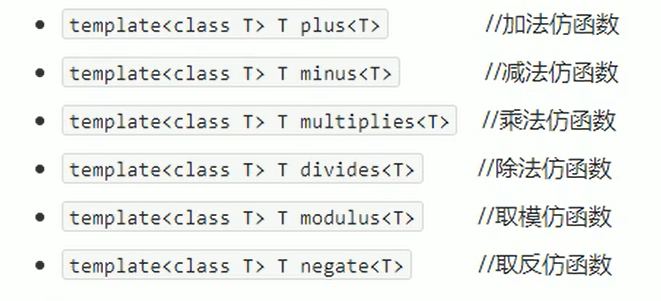 template<class T> T plus<T> //加法仿函数
template<class T> T minus<T> //减法仿函数
template<class T> T multiplies<T> //乘法仿函数
template<class T> T divides<T> //除法仿函数
template<class T> T modulus<T> //取模仿函数
template<class T> T negate<T> //取反仿函数